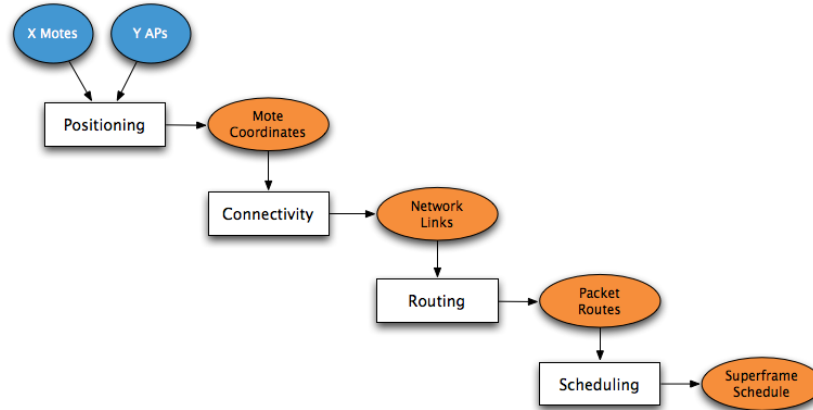 X Motes
Y APs
Positioning
Mote
Coordinates
Connectivity
Network
Links
Routing
Packet
Routes
Scheduling
Superframe
Schedule